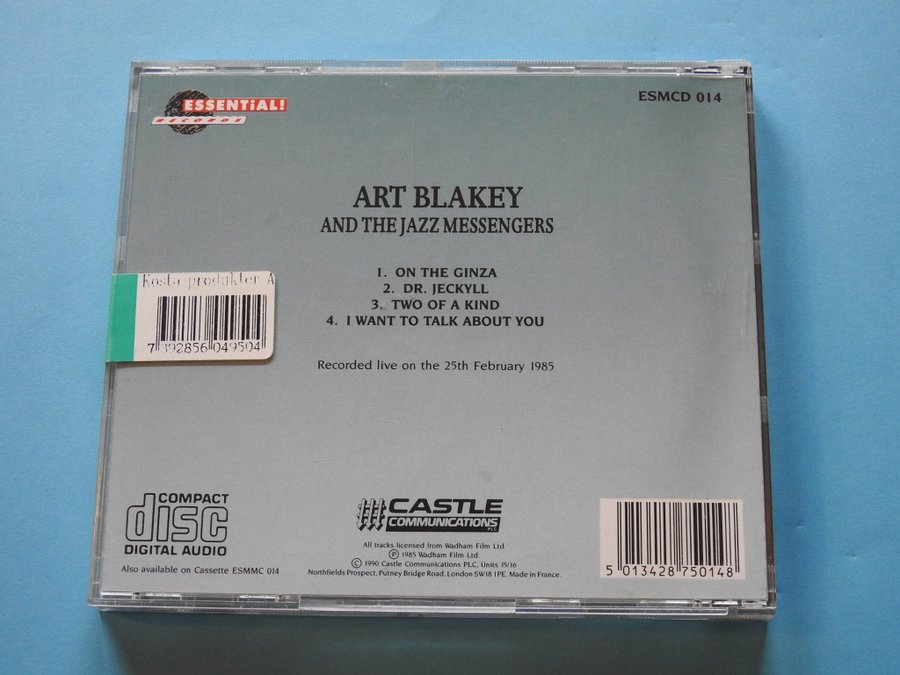 ESSENTiAL!
RECORDS
ESMCD 014
ART BLAKEY
AND THE JAZZ MESSENGERS
1. ON THE GINZA
2. DR. JECKYLL
3. TWO OF A KIND
4. I WANT TO TALK ABOUT YOU
Recorded live on the 25th February 1985
Kosta produkter A
7 392856 049504
COMPACT
disc
DIGITAL AUDIO
Also available on Cassette ESMMC 014
CASTLE
COMMUNICATIONS
PLC
All tracks licensed from Wadham Film Ltd.
Ⓟ 1985 Wadham Film Ltd.
© 1990 Castle Communications PLC, Units 15/16
Northfields Prospect, Putney Bridge Road, London SW18 1PE. Made in France.
5 013428 750148